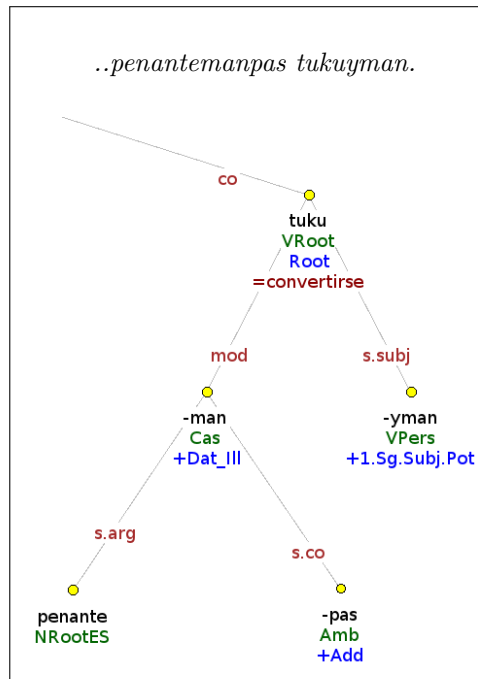 ..penantemanpas tukuyman.
co
tuku
VRoot
Root
=convertirse
mod s.subj
-man -yman
Cas VPers
+Dat_Ill +1.Sg.Subj.Pot
s.arg s.co
penante -pas
NRootES Amb
+Add